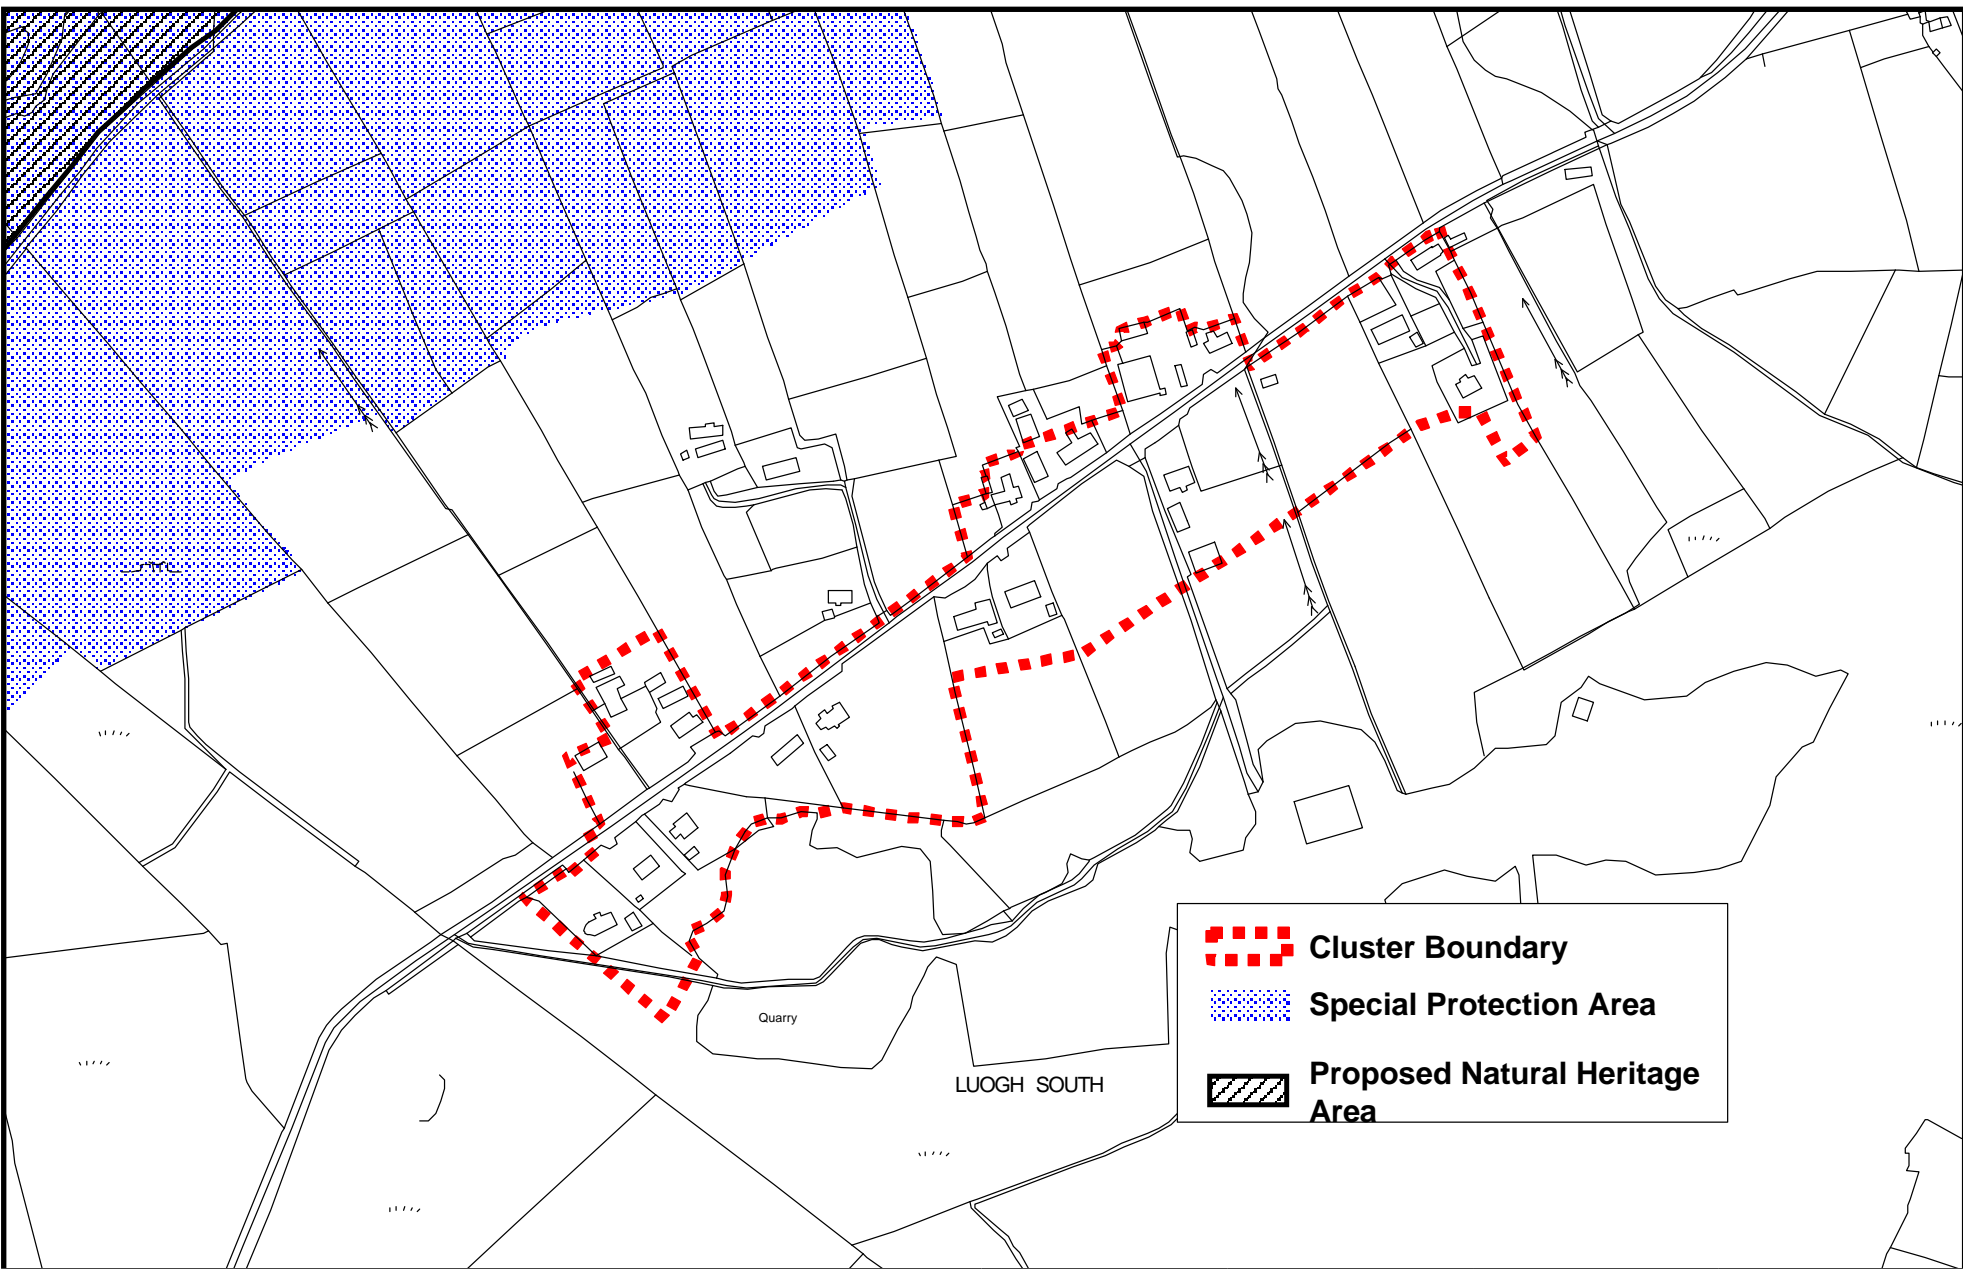 Cluster Boundary
Special Protection Area
Proposed Natural Heritage
Area
Quarry
LUOGH SOUTH